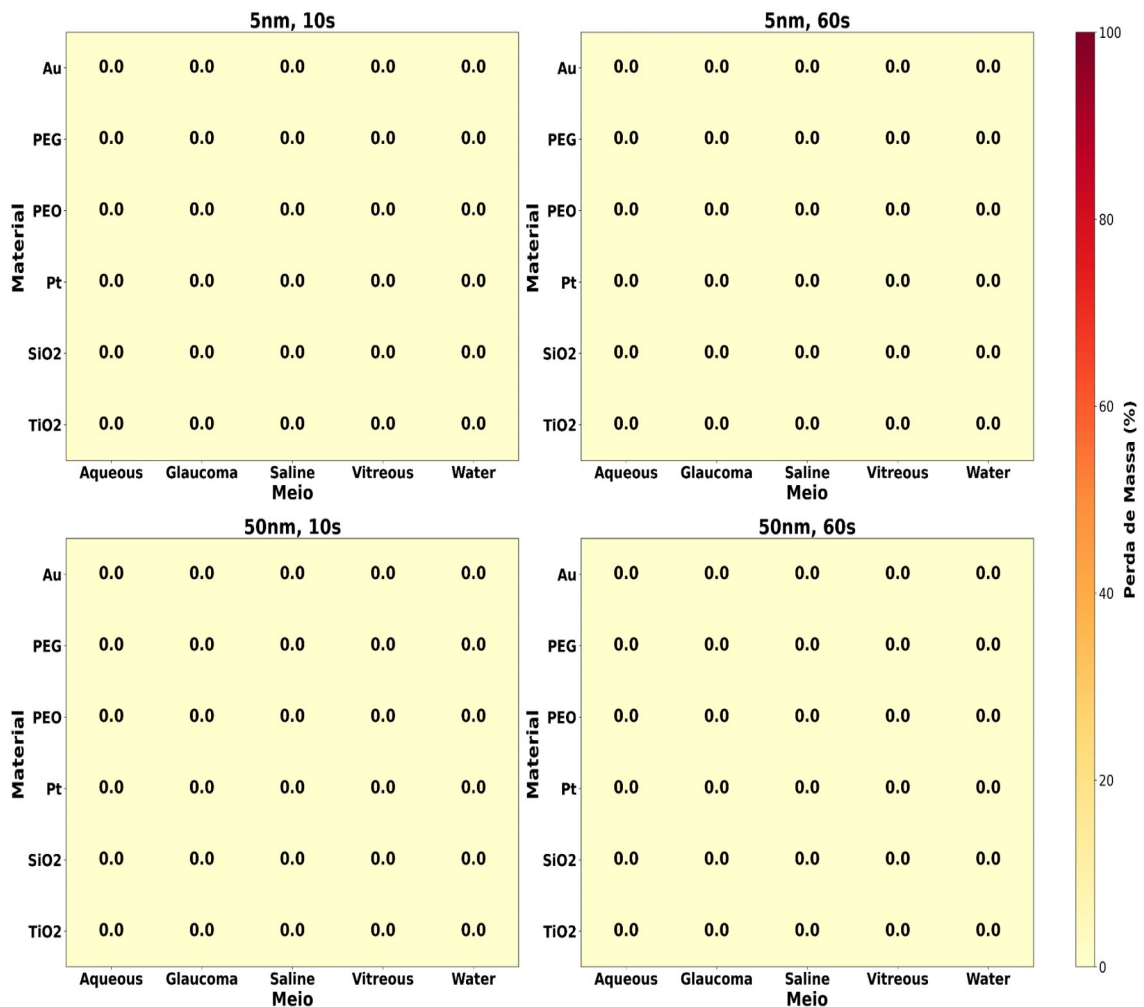 5nm, 10s
5nm, 60s
Au 0.0 0.0 0.0 0.0 0.0
PEG 0.0 0.0 0.0 0.0 0.0
PEO 0.0 0.0 0.0 0.0 0.0
Pt 0.0 0.0 0.0 0.0 0.0
SiO2 0.0 0.0 0.0 0.0 0.0
TiO2 0.0 0.0 0.0 0.0 0.0
Material
Aqueous Glaucoma Saline Vitreous Water
Meio
Au 0.0 0.0 0.0 0.0 0.0
PEG 0.0 0.0 0.0 0.0 0.0
PEO 0.0 0.0 0.0 0.0 0.0
Pt 0.0 0.0 0.0 0.0 0.0
SiO2 0.0 0.0 0.0 0.0 0.0
TiO2 0.0 0.0 0.0 0.0 0.0
Material
Aqueous Glaucoma Saline Vitreous Water
Meio
50nm, 10s
50nm, 60s
Au 0.0 0.0 0.0 0.0 0.0
PEG 0.0 0.0 0.0 0.0 0.0
PEO 0.0 0.0 0.0 0.0 0.0
Pt 0.0 0.0 0.0 0.0 0.0
SiO2 0.0 0.0 0.0 0.0 0.0
TiO2 0.0 0.0 0.0 0.0 0.0
Material
Aqueous Glaucoma Saline Vitreous Water
Meio
Au 0.0 0.0 0.0 0.0 0.0
PEG 0.0 0.0 0.0 0.0 0.0
PEO 0.0 0.0 0.0 0.0 0.0
Pt 0.0 0.0 0.0 0.0 0.0
SiO2 0.0 0.0 0.0 0.0 0.0
TiO2 0.0 0.0 0.0 0.0 0.0
Material
Aqueous Glaucoma Saline Vitreous Water
Meio
100
80
60
40
20
0
Perda de Massa (%)